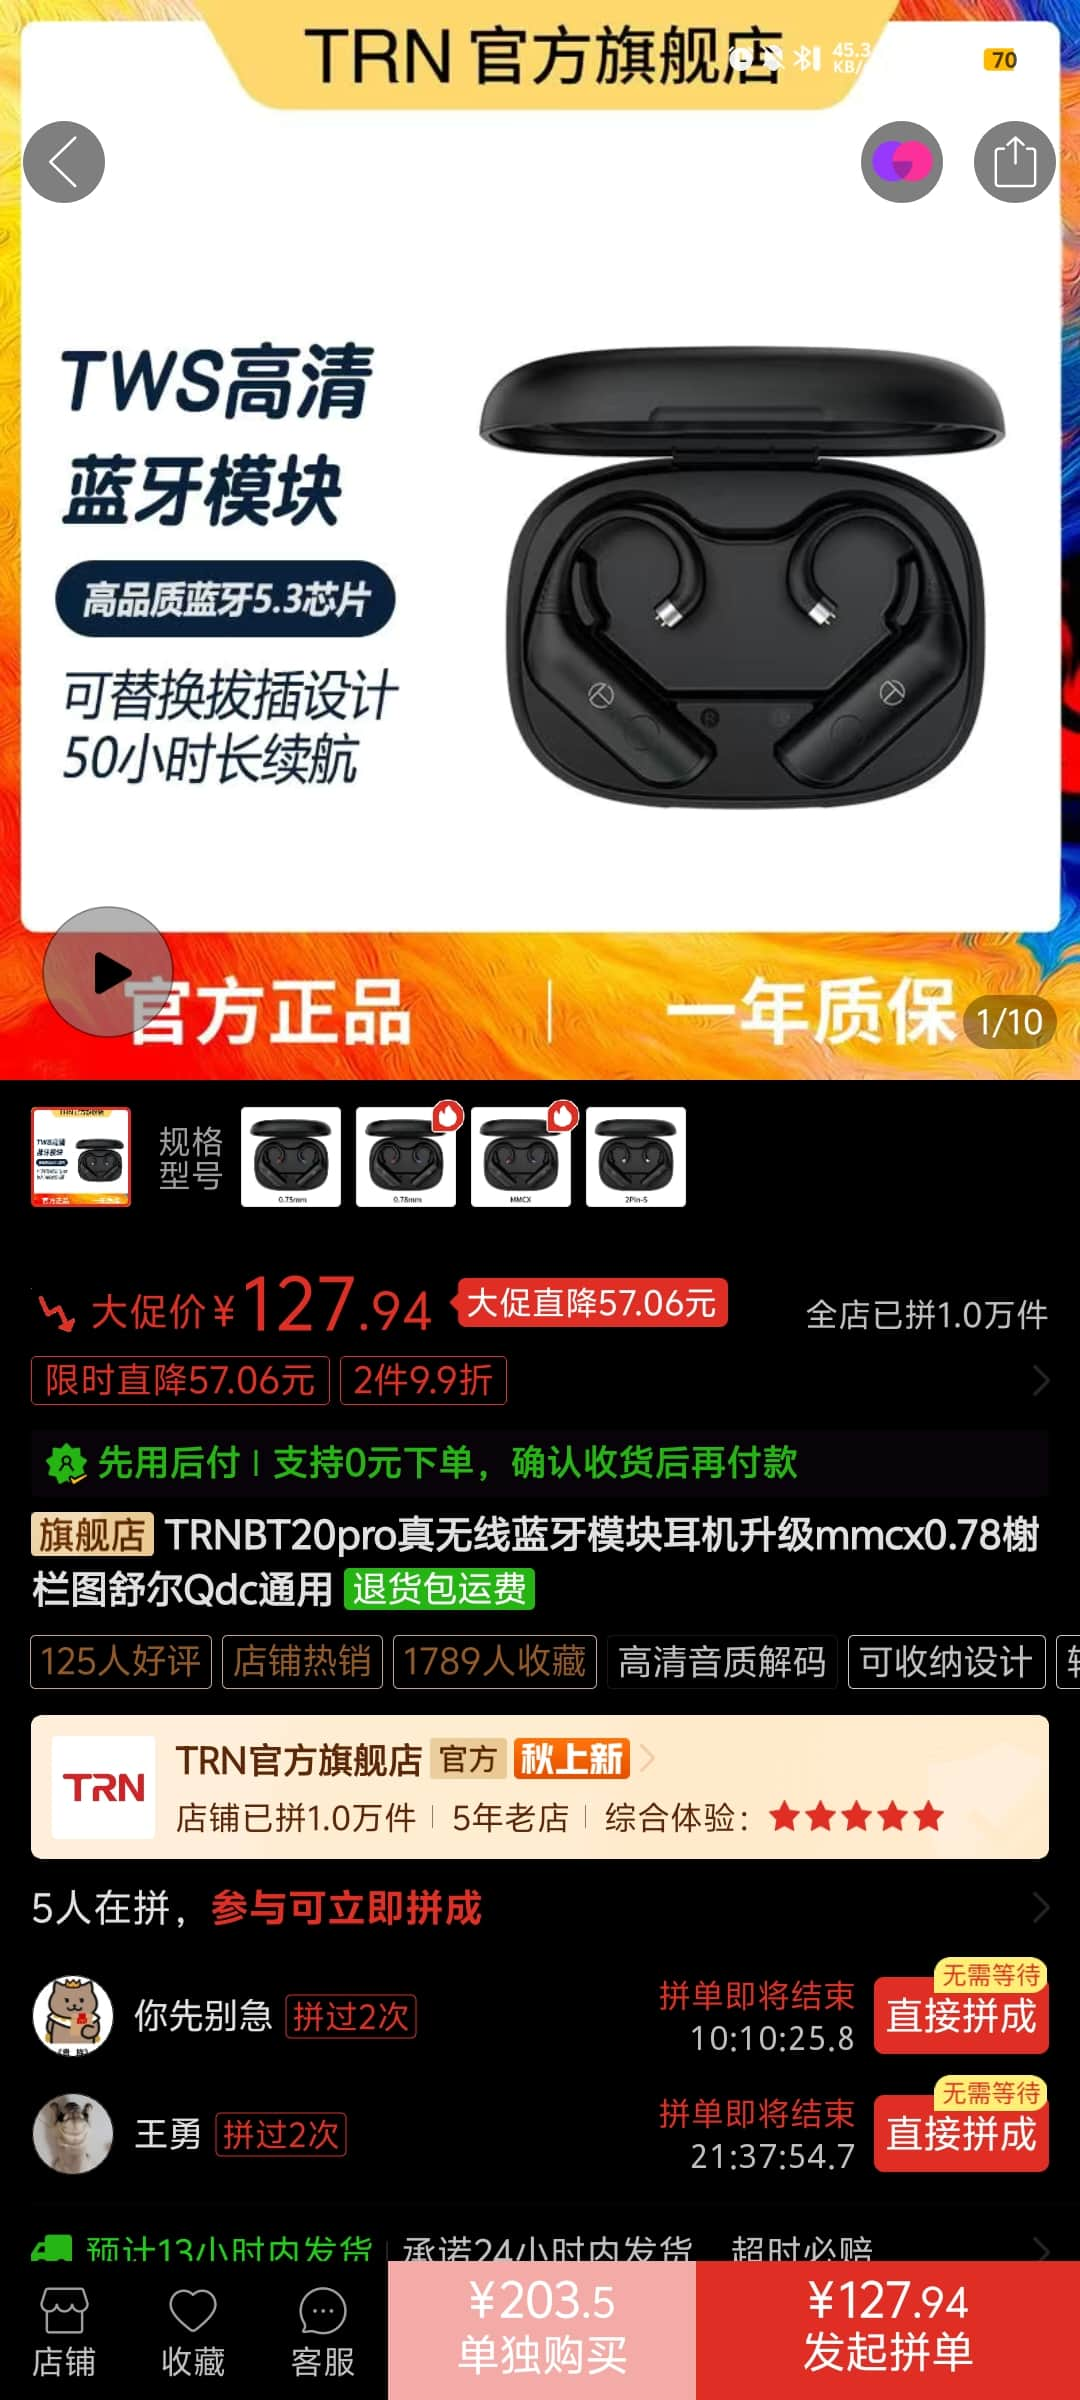 TRN 官方旗舰店
45.3
KB/
70
TWS高清
蓝牙模块
高品质蓝牙5.3芯片
可替换拔插设计
50小时长续航
官方正品 | 一年质保
1/10
规格
型号
0.75mm
0.78mm
MMCX
2Pin-S
大促价¥127.94
大促直降57.06元
全店已拼1.0万件
限时直降57.06元
2件9.9折
先用后付 | 支持0元下单，确认收货后再付款
旗舰店 TRNBT20pro真无线蓝牙模块耳机升级mmcx0.78榭
栏图舒尔Qdc通用 退货包运费
125人好评 店铺热销 1789人收藏 高清音质解码 可收纳设计
TRN
TRN官方旗舰店 官方 秋上新
店铺已拼1.0万件 | 5年老店 | 综合体验：
5人在拼，参与可立即拼成
你先别急 拼过2次
拼单即将结束
10:10:25.8
无需等待
直接拼成
王勇 拼过2次
拼单即将结束
21:37:54.7
无需等待
直接拼成
预计13小时内发货 | 承诺24小时内发货 超时必赔
店铺
收藏
客服
¥203.5
单独购买
¥127.94
发起拼单